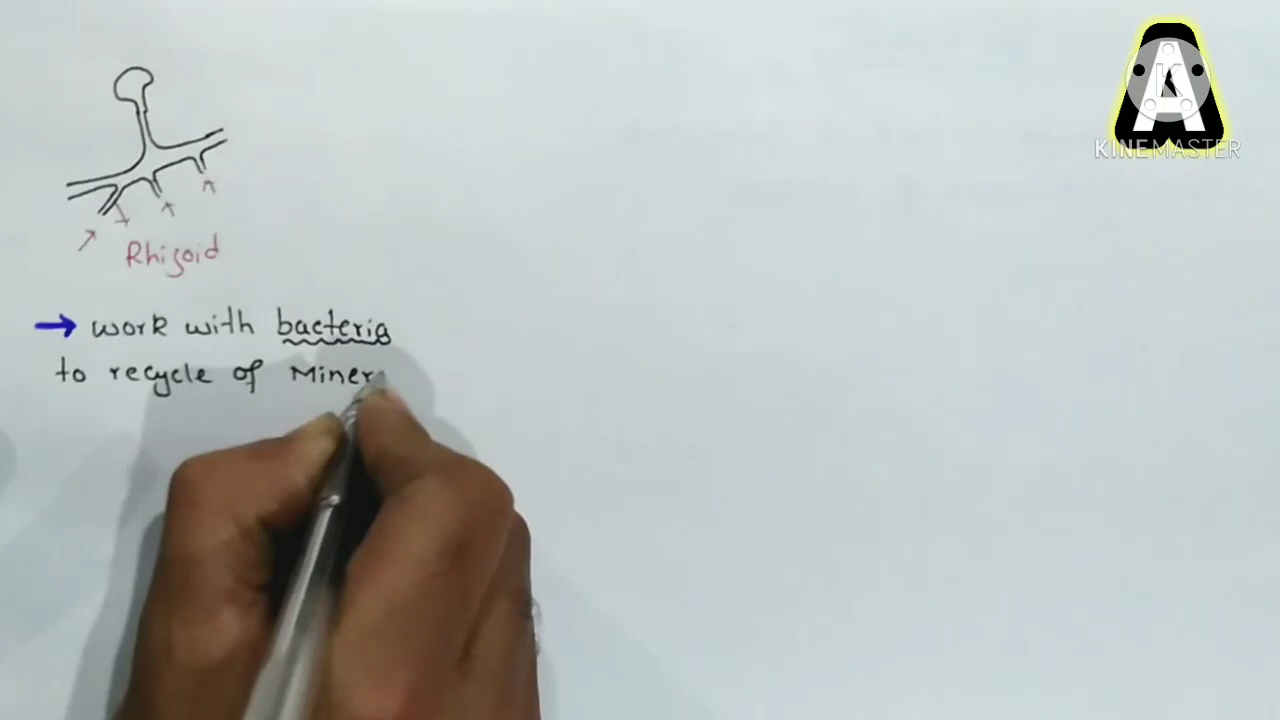 Rhizoid
→ work with bacteria
to recycle of Miner
A
K
KINEMASTER